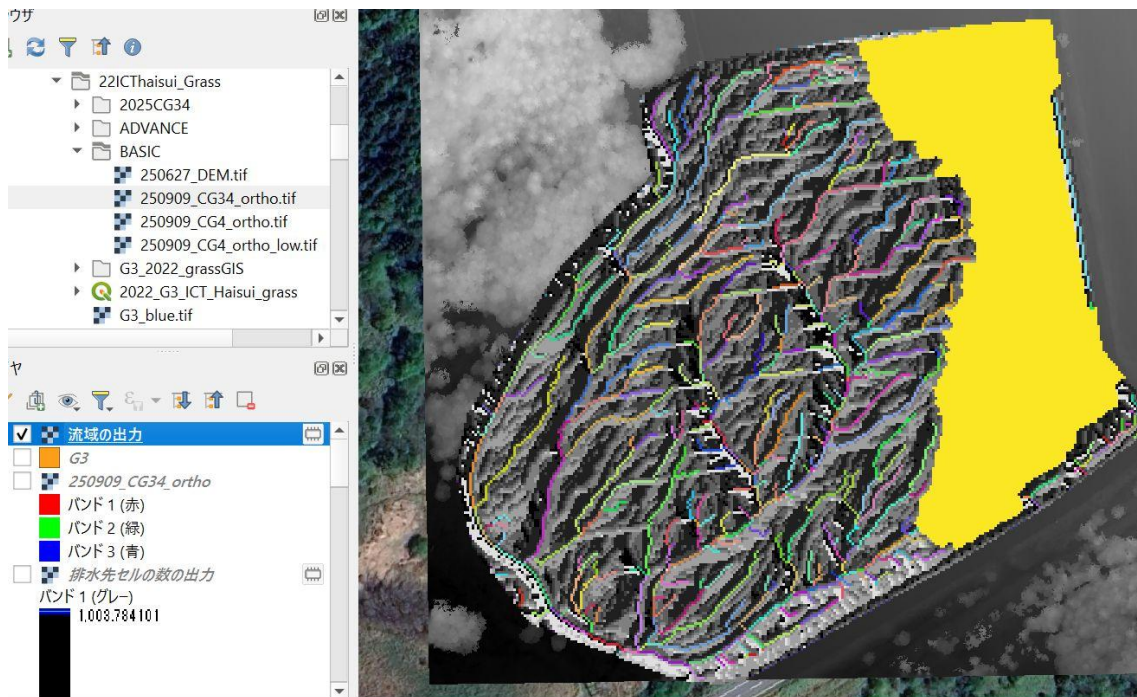 ウザ
22ICThaisui_Grass
2025CG34
ADVANCE
BASIC
250627_DEM.tif
250909_CG34_ortho.tif
250909_CG4_ortho.tif
250909_CG4_ortho_low.tif
G3_2022_grassGIS
2022_G3_ICT_Haisui_grass
G3_blue.tif
ヤ
流域の出力
G3
250909_CG34_ortho
バンド 1 (赤)
バンド 2 (緑)
バンド 3 (青)
排水先セルの数の出力
バンド 1 (グレー)
1,003.784101